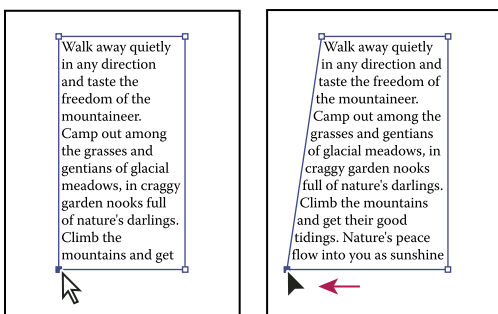 Walk away quietly
in any direction
and taste the
freedom of the
mountaineer.
Camp out among
the grasses and
gentians of glacial
meadows, in craggy
garden nooks full
of nature's darlings.
Climb the
mountains and get
Walk away quietly
in any direction and
taste the freedom of
the mountaineer.
Camp out among the
grasses and gentians
of glacial meadows, in
craggy garden nooks
full of nature's darlings.
Climb the mountains
and get their good
tidings. Nature's peace
flow into you as sunshine